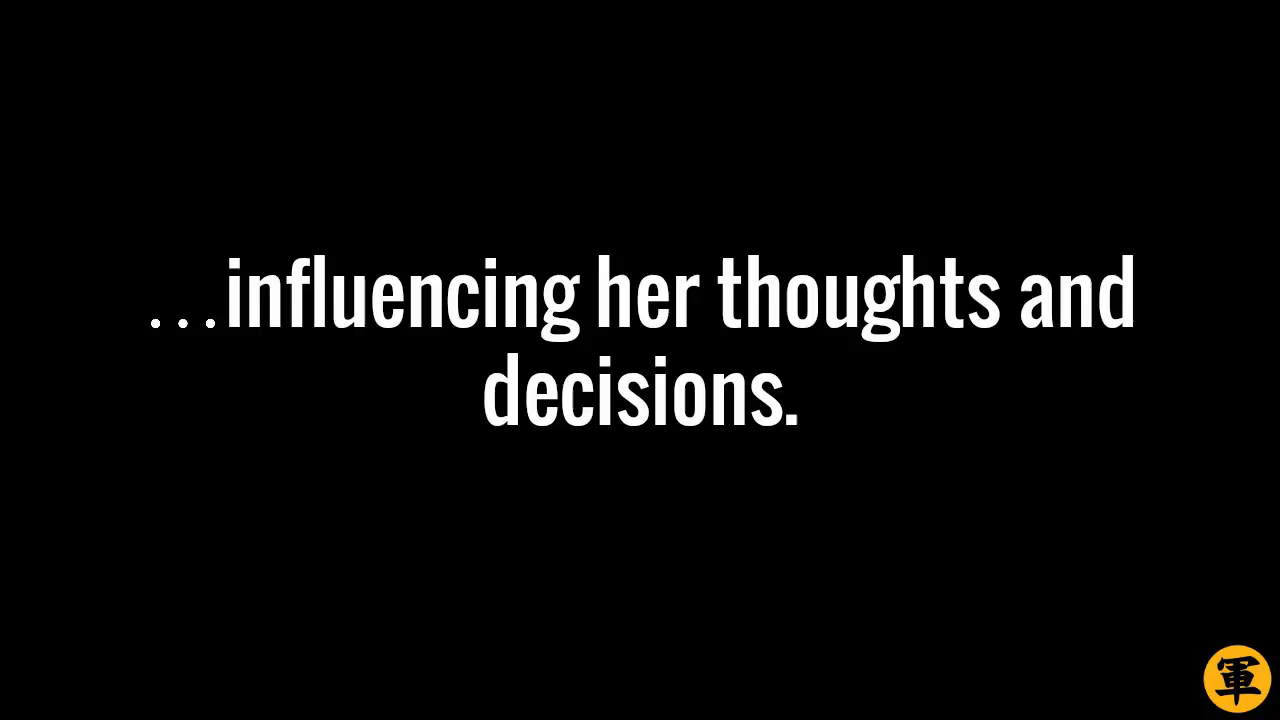 …influencing her thoughts and
decisions.
軍